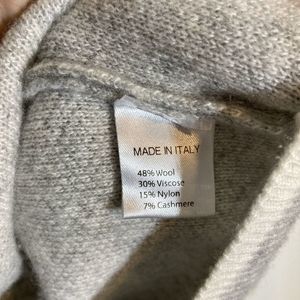 MADE IN ITALY
48% Wool
30% Viscose
15% Nylon
7% Cashmere